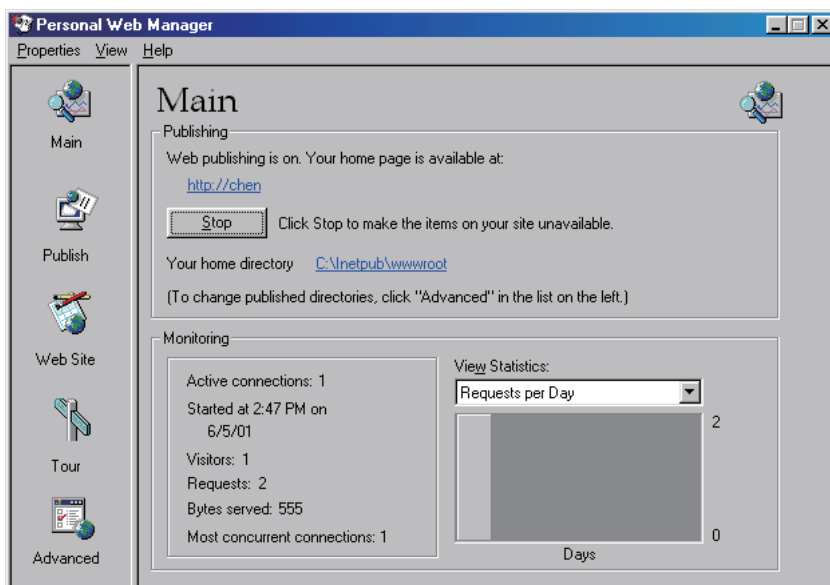 Personal Web Manager
Properties View Help
Main
Publish
Web Site
Tour
Advanced
Main
Publishing
Web publishing is on. Your home page is available at:
http://chen
Stop Click Stop to make the items on your site unavailable.
Your home directory C:\Inetpub\wwwroot
(To change published directories, click "Advanced" in the list on the left.)
Monitoring
Active connections: 1
Started at 2:47 PM on
6/5/01
Visitors: 1
Requests: 2
Bytes served: 555
Most concurrent connections: 1
View Statistics:
Requests per Day
2
0
Days